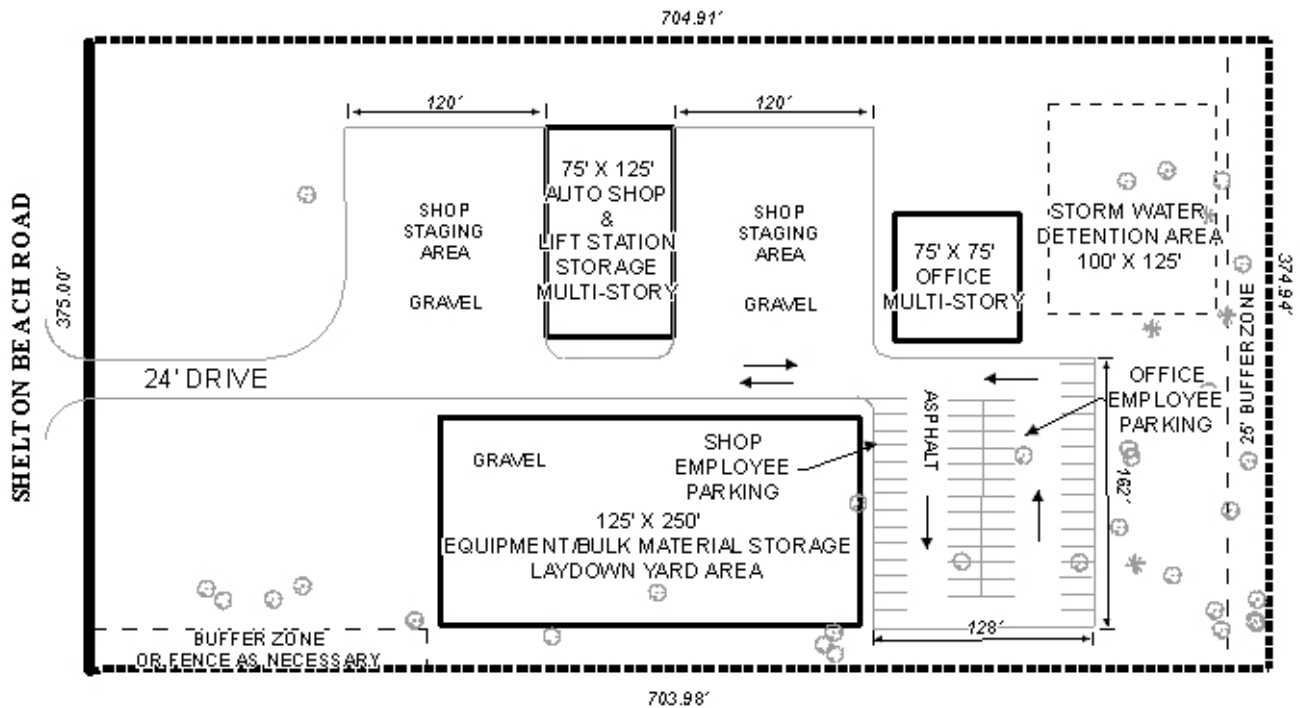 704.91'
120'
120'
75' X 125'
AUTO SHOP
&
LIFT STATION
STORAGE
MULTI-STORY
SHOP
STAGING
AREA
GRAVEL
SHOP
STAGING
AREA
GRAVEL
75' X 75'
OFFICE
MULTI-STORY
STORM WATER
DETENTION AREA
100' X 125'
SHELTON BEACH ROAD
375.00'
374.94'
25' BUFFER ZONE
24' DRIVE
ASPHALT
OFFICE
EMPLOYEE
PARKING
SHOP
EMPLOYEE
PARKING
GRAVEL
125' X 250'
EQUIPMENT/BULK MATERIAL STORAGE
LAYDOWN YARD AREA
162'
128'
BUFFER ZONE
OR FENCE AS NECESSARY
703.98'